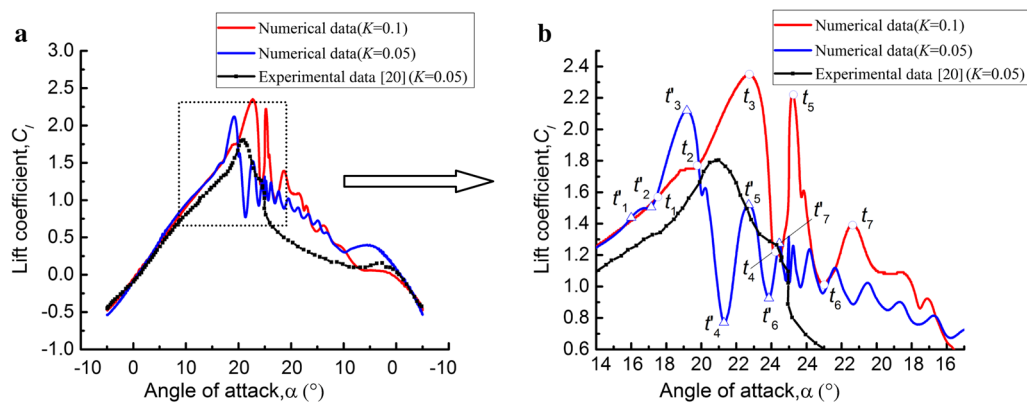 a
Numerical data(K=0.1)
Numerical data(K=0.05)
Experimental data [20] (K=0.05)
3.0
2.5
2.0
1.5
1.0
0.5
0.0
-0.5
-1.0
Lift coefficient,Cl
-10 0 10 20 20 10 0 -10
Angle of attack,α (°)
b
Numerical data(K=0.1)
Numerical data(K=0.05)
Experimental data [20] (K=0.05)
2.4
2.2
2.0
1.8
1.6
1.4
1.2
1.0
0.8
0.6
Lift coefficient,Cl
t'3
t3
t5
t2
t'2
t'1
t1
t'5
t'7
t7
t4
t6
t'6
t'4
14 16 18 20 22 24 24 22 20 18 16
Angle of attack,α (°)